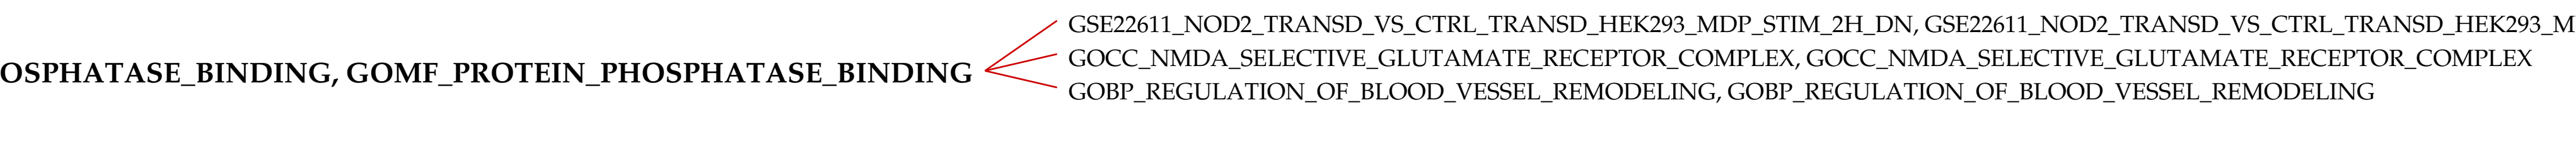 GSE22611_NOD2_TRANSD_VS_CTRL_TRANSD_HEK293_MDP_STIM_2H_DN, GSE22611_NOD2_TRANSD_VS_CTRL_TRANSD_HEK293_M
OSPHATASE_BINDING, GOMF_PROTEIN_PHOSPHATASE_BINDING
GOCC_NMDA_SELECTIVE_GLUTAMATE_RECEPTOR_COMPLEX, GOCC_NMDA_SELECTIVE_GLUTAMATE_RECEPTOR_COMPLEX
GOBP_REGULATION_OF_BLOOD_VESSEL_REMODELING, GOBP_REGULATION_OF_BLOOD_VESSEL_REMODELING